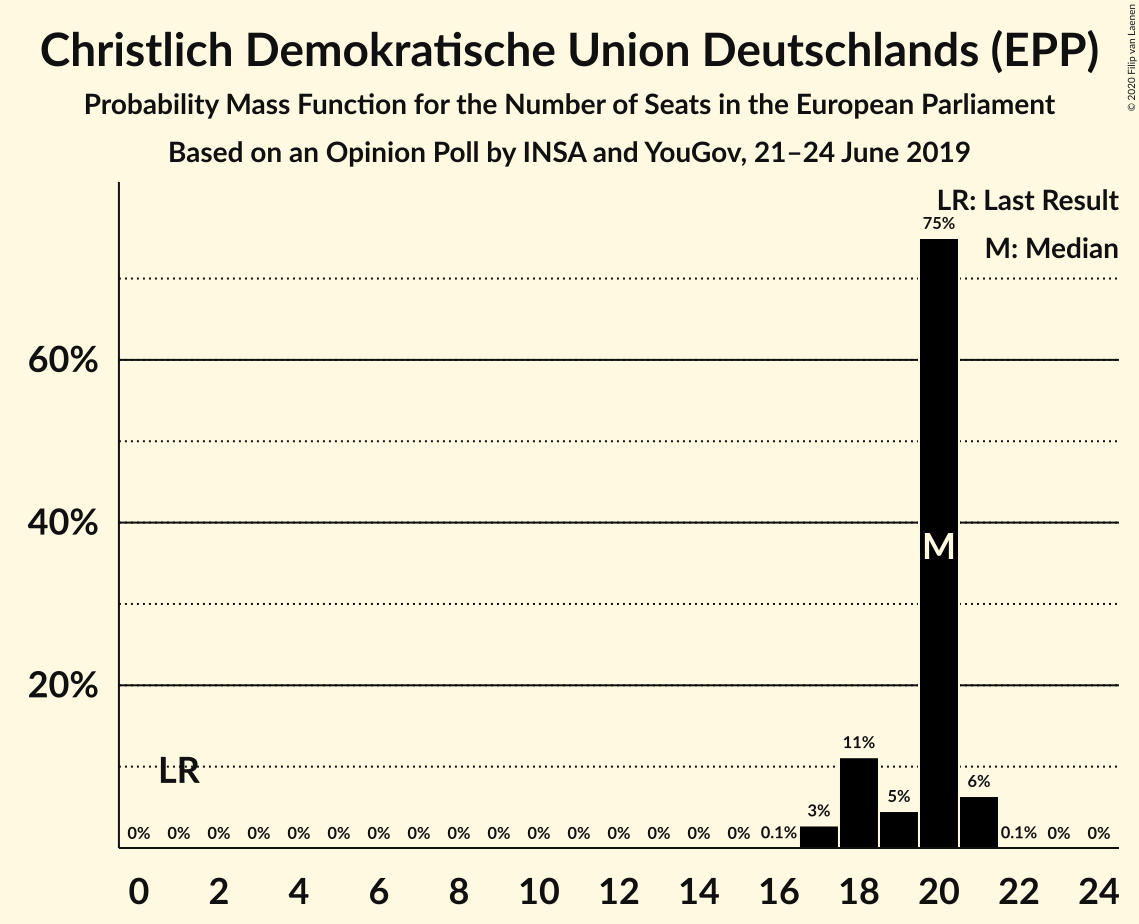 Christlich Demokratische Union Deutschlands (EPP)
Probability Mass Function for the Number of Seats in the European Parliament
Based on an Opinion Poll by INSA and YouGov, 21–24 June 2019
© 2020 Filip van Laenen
LR: Last Result
M: Median
60%
40%
20%
75%
M
LR
0% 0% 0% 0% 0% 0% 0% 0% 0% 0% 0% 0% 0% 0% 0% 0% 0.1% 3% 11% 5% 6% 0.1% 0% 0%
0 2 4 6 8 10 12 14 16 18 20 22 24